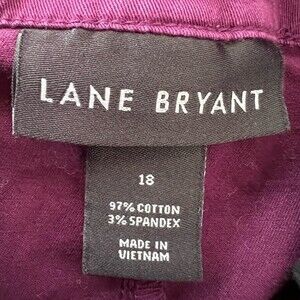 LANE BRYANT
18
97% COTTON
3% SPANDEX
MADE IN
VIETNAM